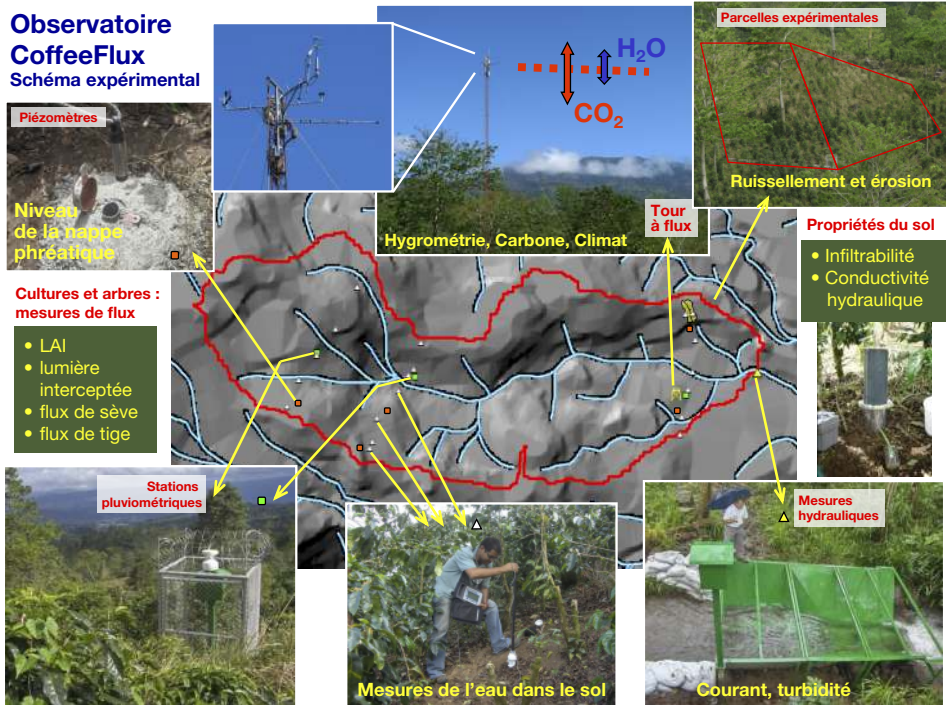 Observatoire
CoffeeFlux
Schéma expérimental
Piézomètres
Niveau
de la nappe
phréatique
H₂O
CO₂
Hygrométrie, Carbone, Climat
Tour
à flux
Parcelles expérimentales
Ruissellement et érosion
Propriétés du sol
• Infiltrabilité
• Conductivité
hydraulique
Cultures et arbres :
mesures de flux
• LAI
• lumière
interceptée
• flux de sève
• flux de tige
Stations
pluviométriques
Mesures de l'eau dans le sol
Mesures
hydrauliques
Courant, turbidité